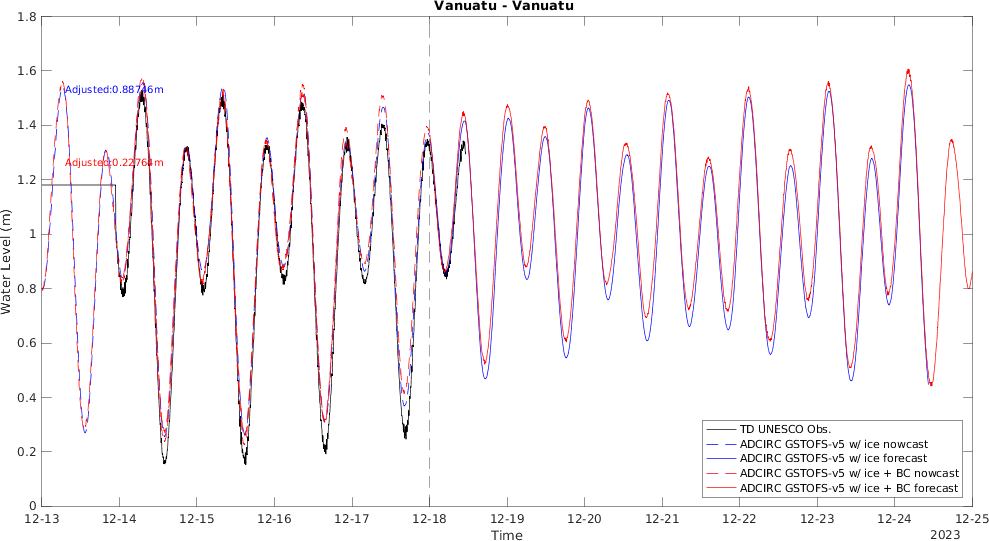 Vanuatu - Vanuatu
1.8
1.6
1.4
1.2
1
0.8
0.6
0.4
0.2
0
Water Level (m)
Adjusted:0.88746m
Adjusted:0.22764m
TD UNESCO Obs.
ADCIRC GSTOFS-v5 w/ ice nowcast
ADCIRC GSTOFS-v5 w/ ice forecast
ADCIRC GSTOFS-v5 w/ ice + BC nowcast
ADCIRC GSTOFS-v5 w/ ice + BC forecast
12-13 12-14 12-15 12-16 12-17 12-18 12-19 12-20 12-21 12-22 12-23 12-24 12-25
Time
2023